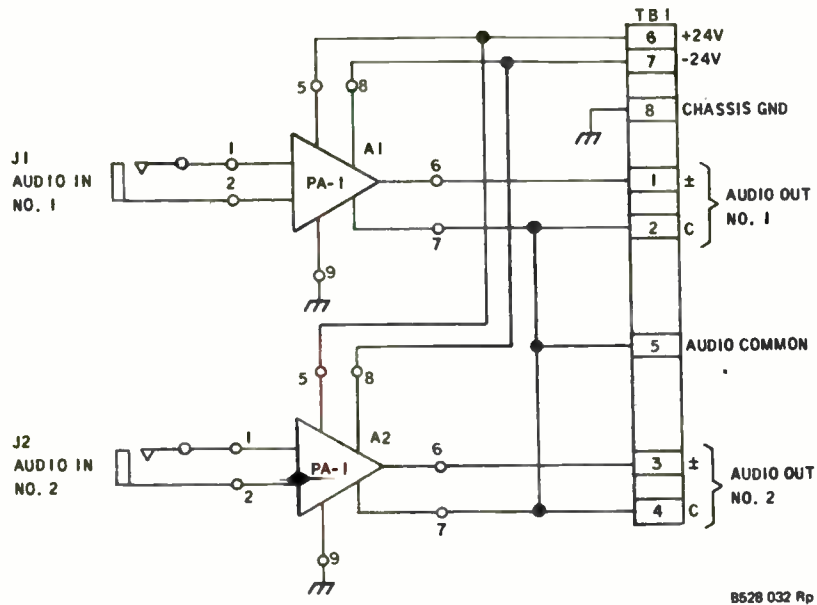 TB1
6 +24V
7 -24V
8 CHASSIS GND
1 ±
2 C
AUDIO OUT
NO. 1
5 AUDIO COMMON
3 ±
4 C
AUDIO OUT
NO. 2
J1
AUDIO IN
NO. 1
1
2
5
8
A1
PA-1
6
7
9
J2
AUDIO IN
NO. 2
1
2
5
8
A2
PA-1
6
7
9
B528 032 Rp